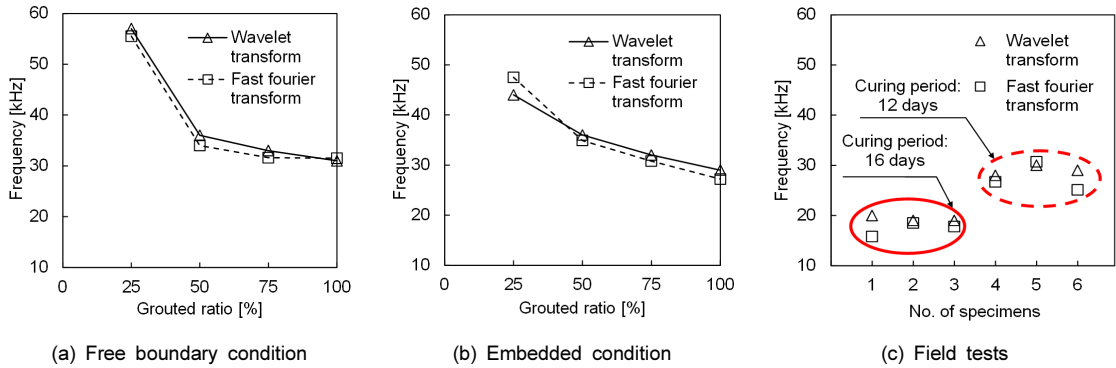 60
50
40
30
20
10
Frequency [kHz]
Wavelet
transform
Fast fourier
transform
0
25
50
75
100
Grouted ratio [%]
(a) Free boundary condition
60
50
40
30
20
10
Frequency [kHz]
Wavelet
transform
Fast fourier
transform
0
25
50
75
100
Grouted ratio [%]
(b) Embedded condition
60
50
40
30
20
10
Frequency [kHz]
Wavelet
transform
Fast fourier
transform
Curing period:
12 days
Curing period:
16 days
1
2
3
4
5
6
No. of specimens
(c) Field tests